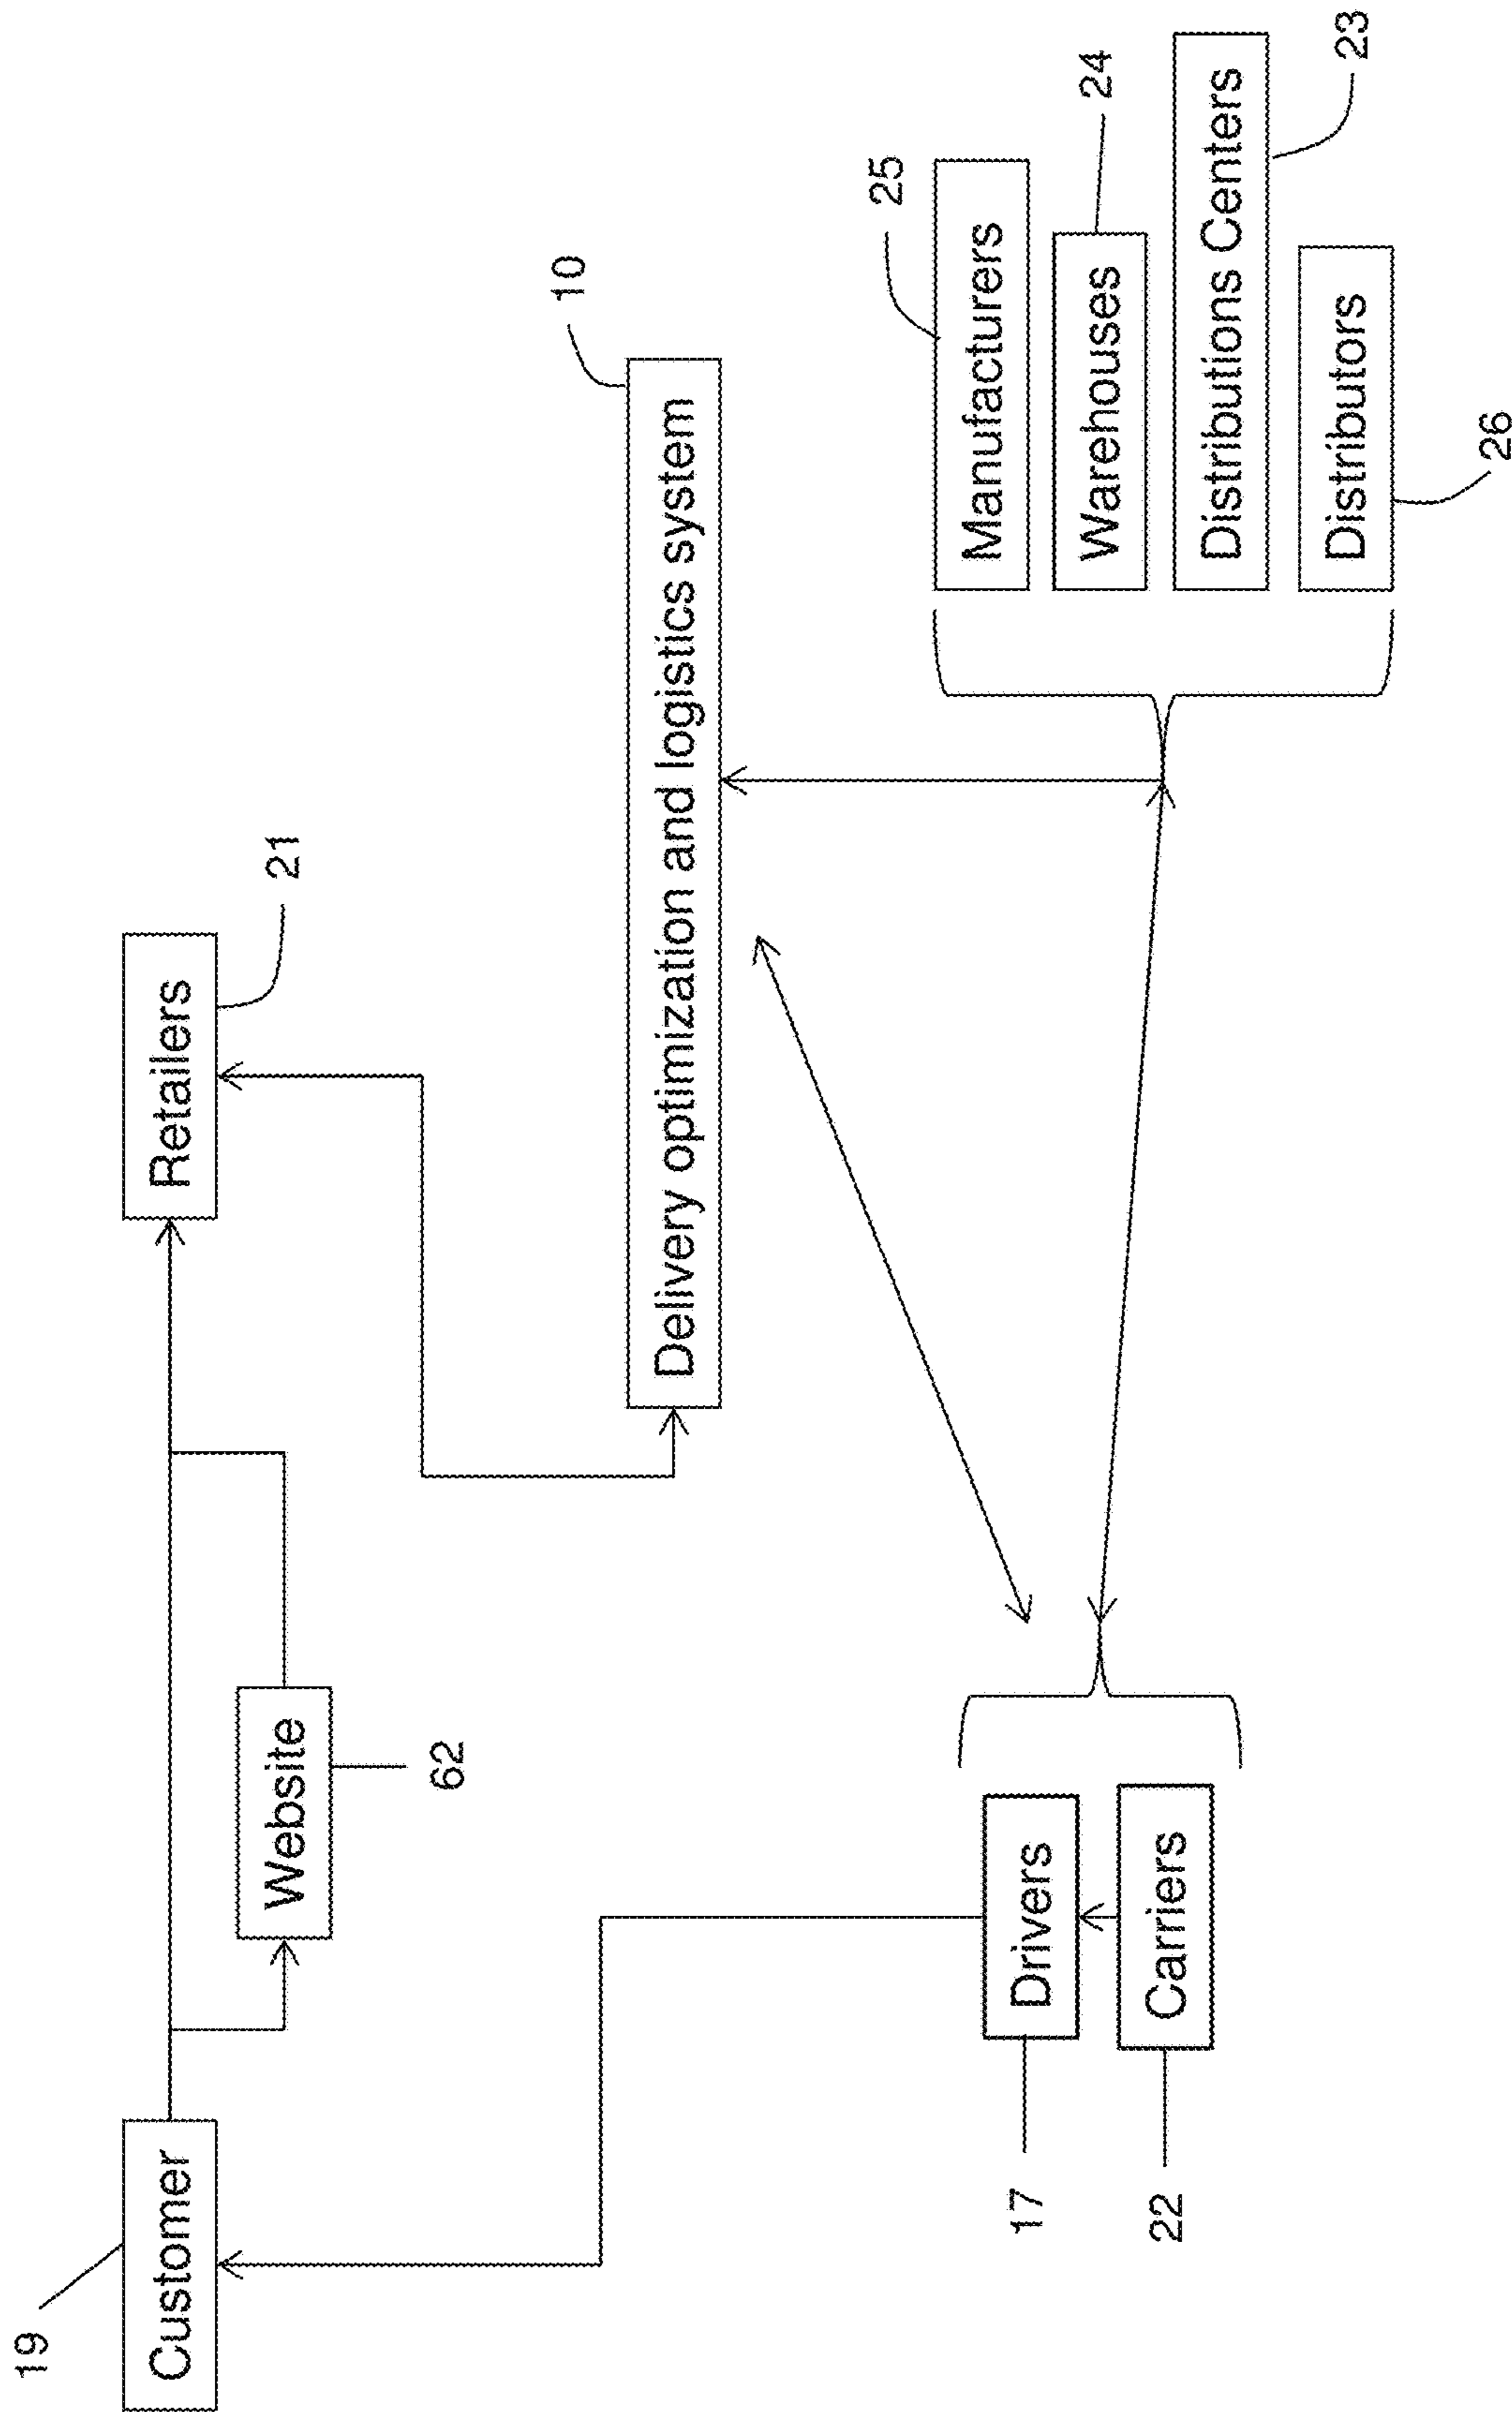 19
Customer
Website
62
Retailers
21
10
Delivery optimization and logistics system
17
Drivers
22
Carriers
25
Manufacturers
Warehouses
24
Distributions Centers
23
Distributors
26